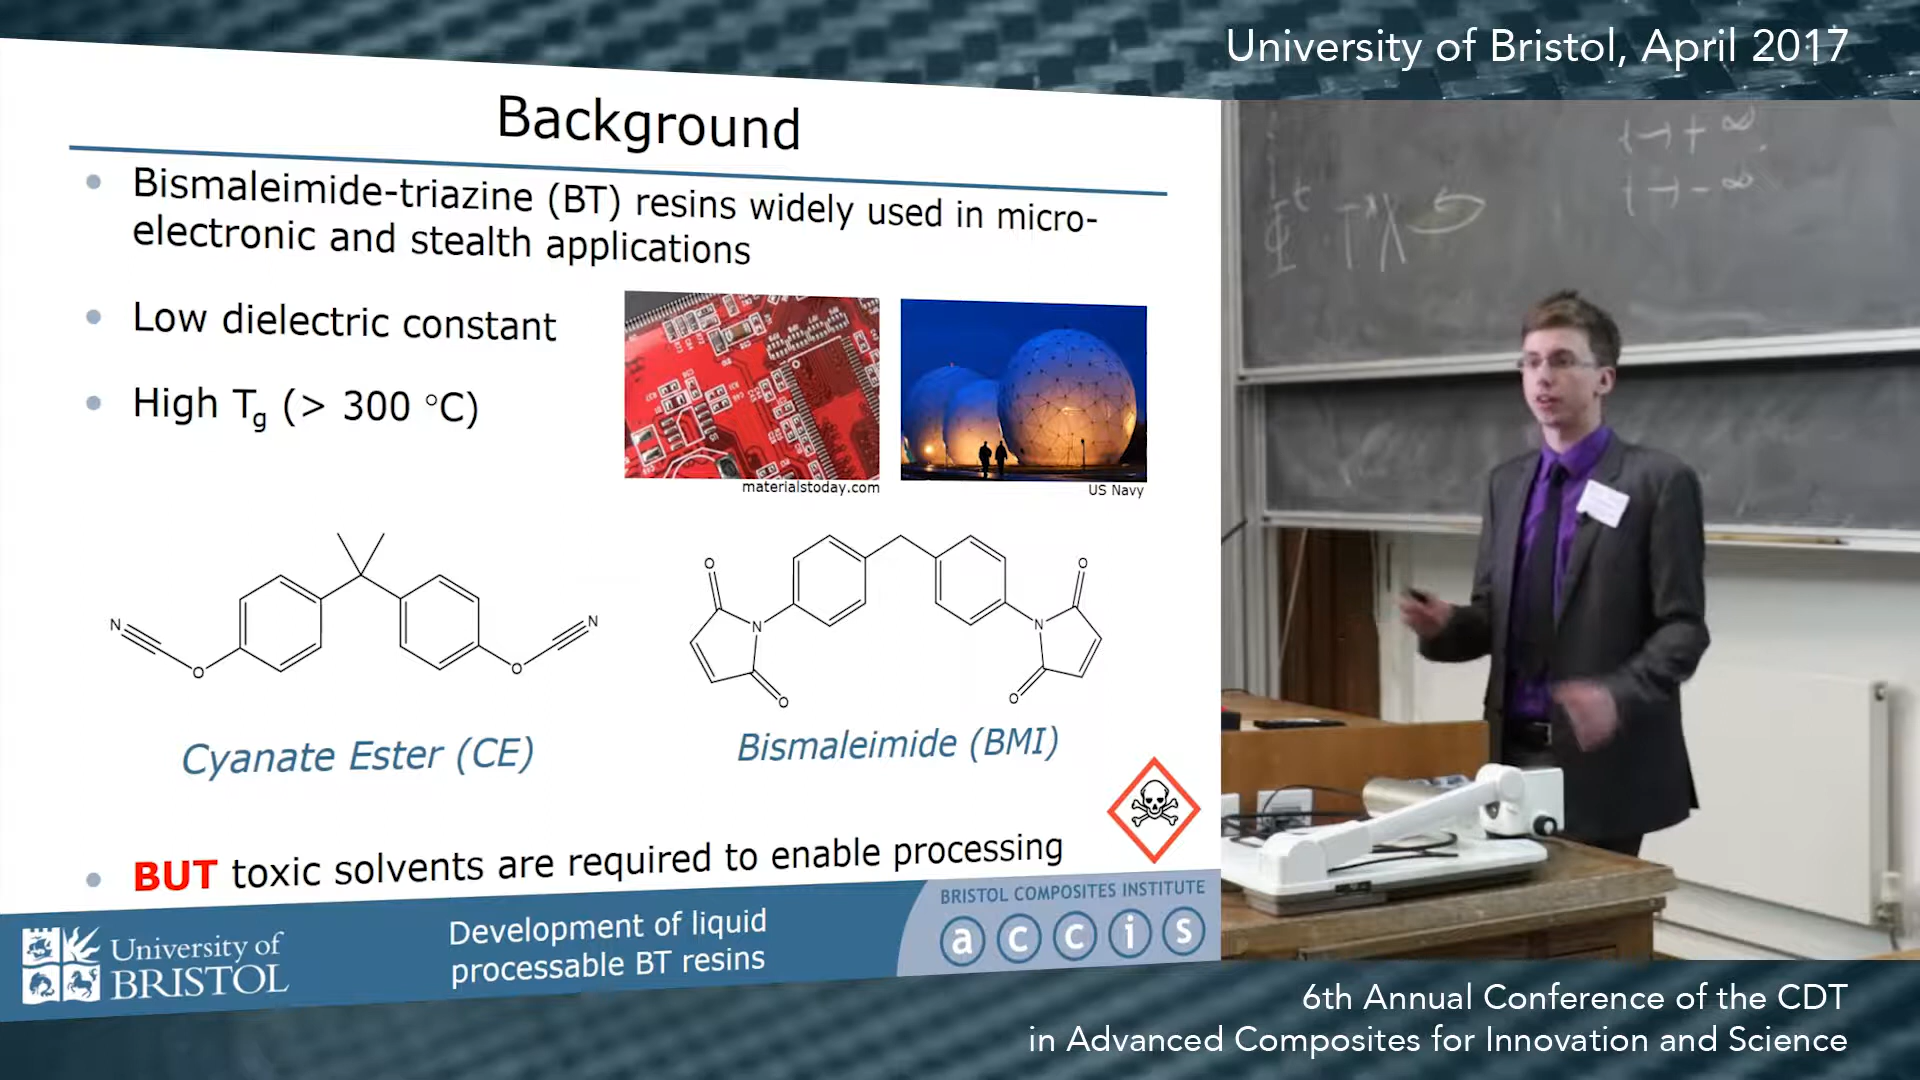 University of Bristol, April 2017
Background
Bismaleimide-triazine (BT) resins widely used in micro-
electronic and stealth applications
Low dielectric constant
High Tg (> 300 °C)
materialstoday.com
US Navy
N
O
O
N
O
N
O
N
O
O
Cyanate Ester (CE)
Bismaleimide (BMI)
BUT toxic solvents are required to enable processing
University of
BRISTOL
Development of liquid
processable BT resins
BRISTOL COMPOSITES INSTITUTE
accis
6th Annual Conference of the CDT
in Advanced Composites for Innovation and Science